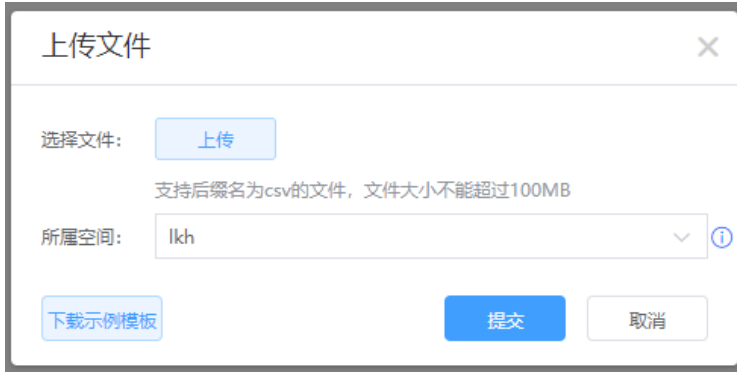 上传文件
选择文件： 上传
支持后缀名为csv的文件，文件大小不能超过100MB
所属空间： lkh
下载示例模板 提交 取消